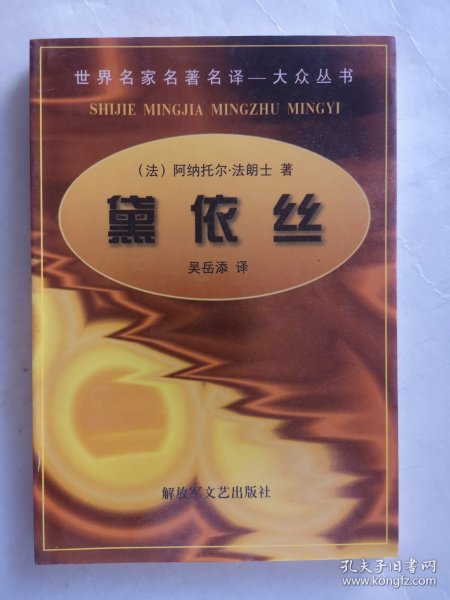 世界名家名著名译—大众丛书
SHIJIE MINGJIA MINGZHU MINGYI
（法）阿纳托尔·法朗士 著
黛依丝
吴岳添 译
解放军文艺出版社
孔夫子旧书网
www.kongfz.com